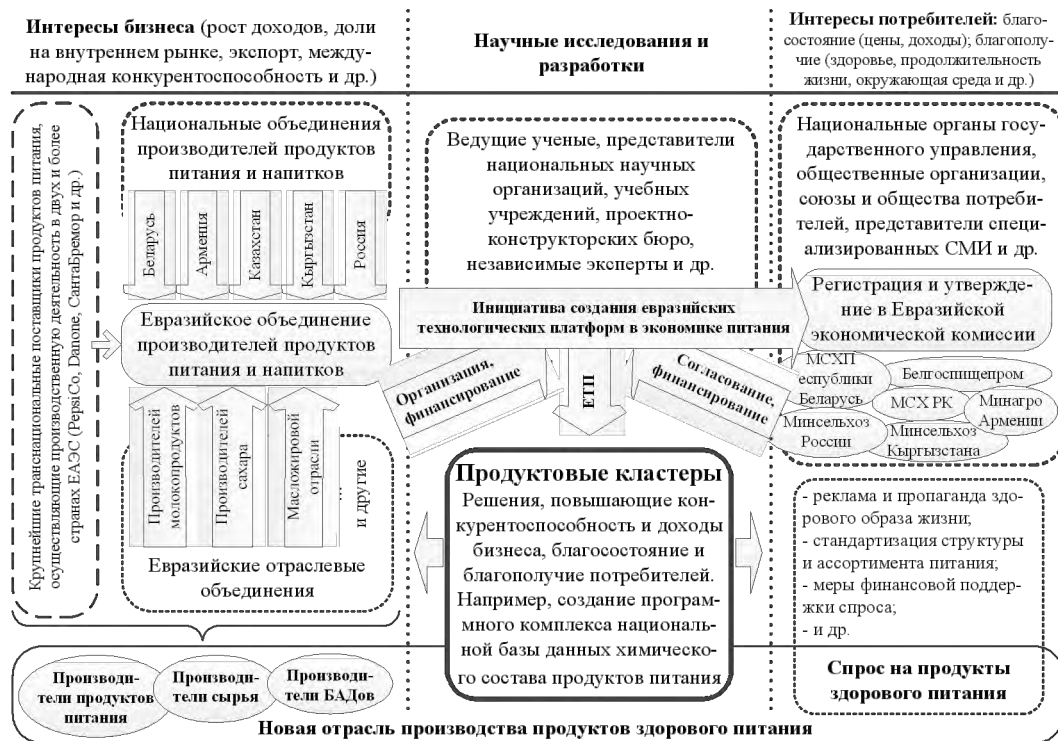 Интересы бизнеса (рост доходов, доли
на внутреннем рынке, экспорт, между-
народная конкурентоспособность и др.)
Научные исследования и
разработки
Интересы потребителей: благо-
состояние (цены, доходы); благополу-
чие (здоровье, продолжительность
жизни, окружающая среда и др.)
Крупнейшие транснациональные поставщики продуктов питания,
осуществляющие производственную деятельность в двух и более
странах ЕАЭС (PepsiCo, Danone, СантаБремор и др.)
Национальные объединения
производителей продуктов
питания и напитков
Беларусь
Армения
Казахстан
Кыргызстан
Россия
Евразийское объединение
производителей продуктов
питания и напитков
Производителей
молокопродуктов
Производителей
сахара
Масложировой
отрасли
...
и другие
Евразийские отраслевые
объединения
Ведущие ученые, представители
национальных научных
организаций, учебных
учреждений, проектно-
конструкторских бюро,
независимые эксперты и др.
Инициатива создания евразийских
технологических платформ в экономике питания
Организация,
финансирование
ЕТП
Согласование,
финансирование
Продуктовые кластеры
Решения, повышающие кон-
курентоспособность и доходы
бизнеса, благосостояние и
благополучие потребителей.
Например, создание програм-
много комплекса националь-
ной базы данных химическо-
го состава продуктов питания
Национальные органы госу-
дарственного управления,
общественные организации,
союзы и общества потреби-
телей, представители специ-
ализированных СМИ и др.
Регистрация и утвержде-
ние в Евразийской
экономической комиссии
МСХП
Республики
Беларусь
Белгоспищепром
МСХ РК
Минагро
Армении
Минсельхоз
России
Минсельхоз
Кыргызстана
- реклама и пропаганда здо-
рового образа жизни;
- стандартизация структуры
и ассортимента питания;
- меры финансовой поддер-
жки спроса;
- и др.
Производи-
тели продуктов
питания
Производи-
тели сырья
Производи-
тели БАДов
Спрос на продукты
здорового питания
Новая отрасль производства продуктов здорового питания